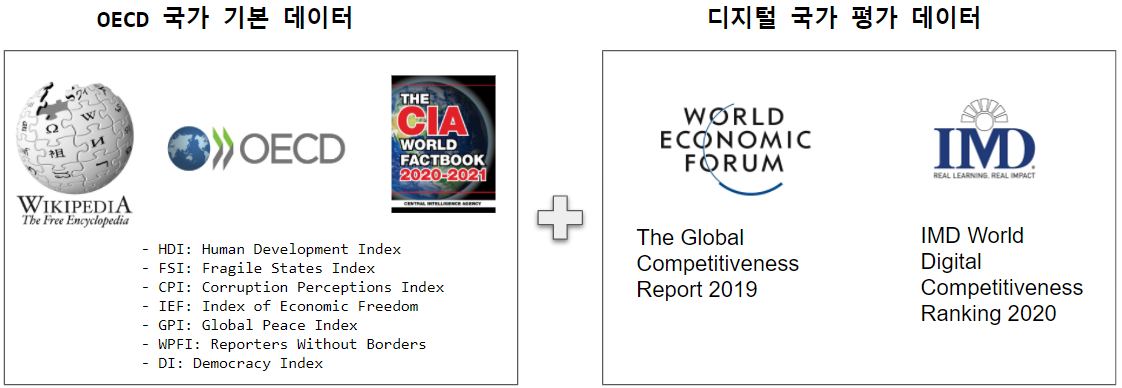 OECD 국가 기본 데이터
WIKIPEDIA
The Free Encyclopedia
OECD
THE
CIA
WORLD
FACTBOOK
2020-2021
CENTRAL INTELLIGENCE AGENCY
- HDI: Human Development Index
- FSI: Fragile States Index
- CPI: Corruption Perceptions Index
- IEF: Index of Economic Freedom
- GPI: Global Peace Index
- WPFI: Reporters Without Borders
- DI: Democracy Index
디지털 국가 평가 데이터
WORLD
ECONOMIC
FORUM
IMD
REAL LEARNING. REAL IMPACT
The Global
Competitiveness
Report 2019
IMD World
Digital
Competitiveness
Ranking 2020